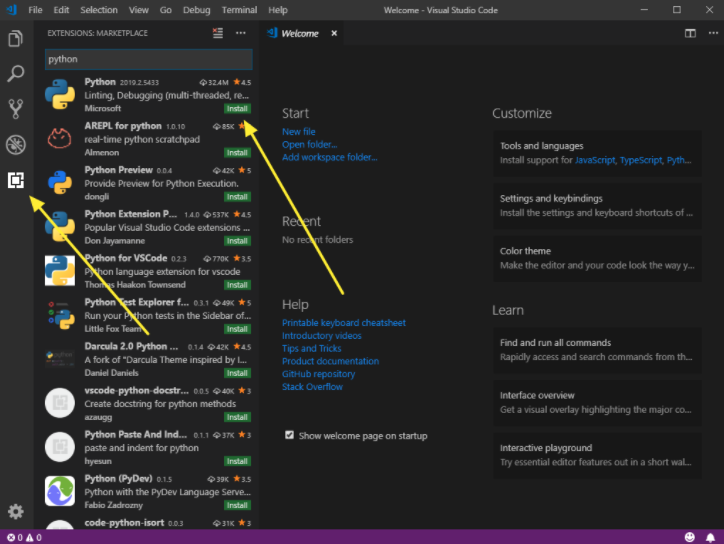 File Edit Selection View Go Debug Terminal Help
Welcome - Visual Studio Code
EXTENSIONS: MARKETPLACE
Welcome
python
Python 2019.2.5433 32.4M 4.5
Linting, Debugging (multi-threaded, re...
Microsoft Install
AREPL for python 1.0.10 85K
real-time python scratchpad
Almenon Install
Python Preview 0.0.4 42K 5
Provide Preview for Python Execution.
dongli Install
Python Extension P... 1.4.0 537K 4.5
Popular Visual Studio Code extensions ...
Don Jayamanne Install
Python for VSCode 0.2.3 770K 3.5
Python language extension for vscode
Thomas Haakon Townsend Install
Python Test Explorer f... 0.3.1 49K 5
Run your Python tests in the Sidebar of...
Little Fox Team Install
Darcula 2.0 Python ... 0.1.4 42K 4.5
A fork of "Darcula Theme inspired by I...
Daniel Daniels Install
vscode-python-docstr... 0.0.5 40K 3
Create docstring for python methods
azaugg Install
Python Paste And Ind... 0.1.1 37K 3
paste and indent for python
hyesun Install
Python (PyDev) 0.1.5 39K 5
Python with the PyDev Language Serve...
Fabio Zadrozny Install
code-python-isort 0.0.3 31K 3
Start
New file
Open folder...
Add workspace folder...
Recent
No recent folders
Help
Printable keyboard cheatsheet
Introductory videos
Tips and Tricks
Product documentation
GitHub repository
Stack Overflow
Show welcome page on startup
Customize
Tools and languages
Install support for JavaScript, TypeScript, Pyth...
Settings and keybindings
Install the settings and keyboard shortcuts of ...
Color theme
Make the editor and your code look the way y...
Learn
Find and run all commands
Rapidly access and search commands from th...
Interface overview
Get a visual overlay highlighting the major co...
Interactive playground
Try essential editor features out in a short wal...
0 0